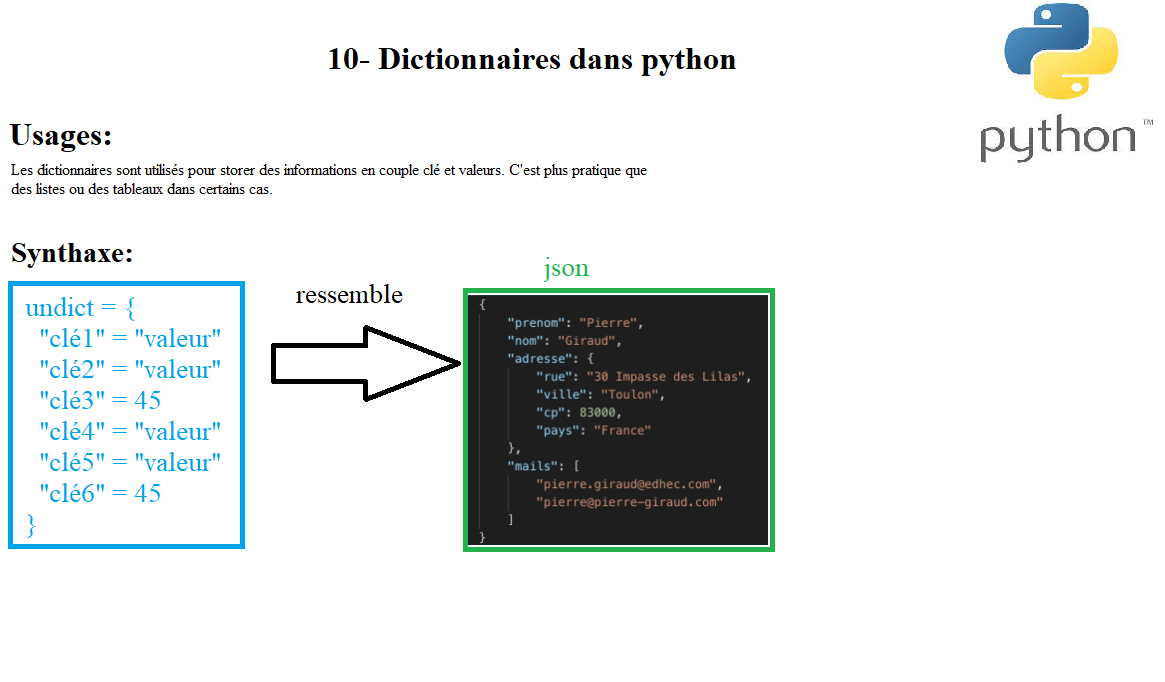 10- Dictionnaires dans python
python™
Usages:
Les dictionnaires sont utilisés pour storer des informations en couple clé et valeurs. C'est plus pratique que
des listes ou des tableaux dans certains cas.
Synthaxe:
undict = {
"clé1" = "valeur"
"clé2" = "valeur"
"clé3" = 45
"clé4" = "valeur"
"clé5" = "valeur"
"clé6" = 45
}
ressemble
json
{
"prenom": "Pierre",
"nom": "Giraud",
"adresse": {
"rue": "30 Impasse des Lilas",
"ville": "Toulon",
"cp": 83000,
"pays": "France"
},
"mails": [
"pierre.giraud@edhec.com",
"pierre@pierre-giraud.com"
]
}